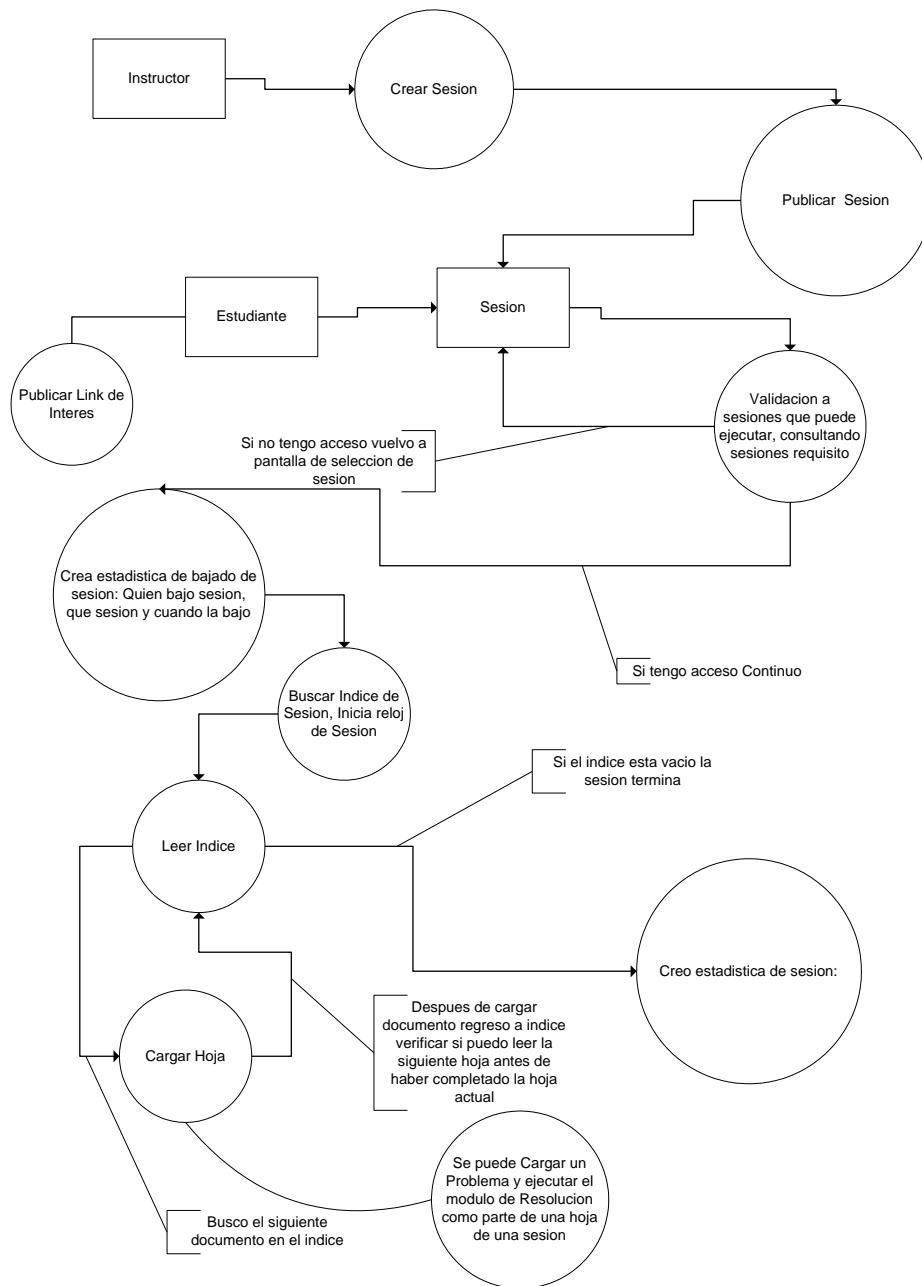 Instructor
Crear Sesion
Publicar  Sesion
Estudiante
Sesion
Publicar Link de
Interes
Validacion a
sesiones que puede
ejecutar, consultando
sesiones requisito
Si no tengo acceso vuelvo a
pantalla de seleccion de
sesion
Crea estadistica de bajado de
sesion: Quien bajo sesion,
que sesion y cuando la bajo
Si tengo acceso Continuo
Buscar Indice de
Sesion, Inicia reloj
de Sesion
Si el indice esta vacio la
sesion termina
Leer Indice
Creo estadistica de sesion:
Cargar Hoja
Despues de cargar
documento regreso a indice
verificar si puedo leer la
siguiente hoja antes de
haber completado la hoja
actual
Se puede Cargar un
Problema y ejecutar el
modulo de Resolucion
como parte de una hoja
de una sesion
Busco el siguiente
documento en el indice